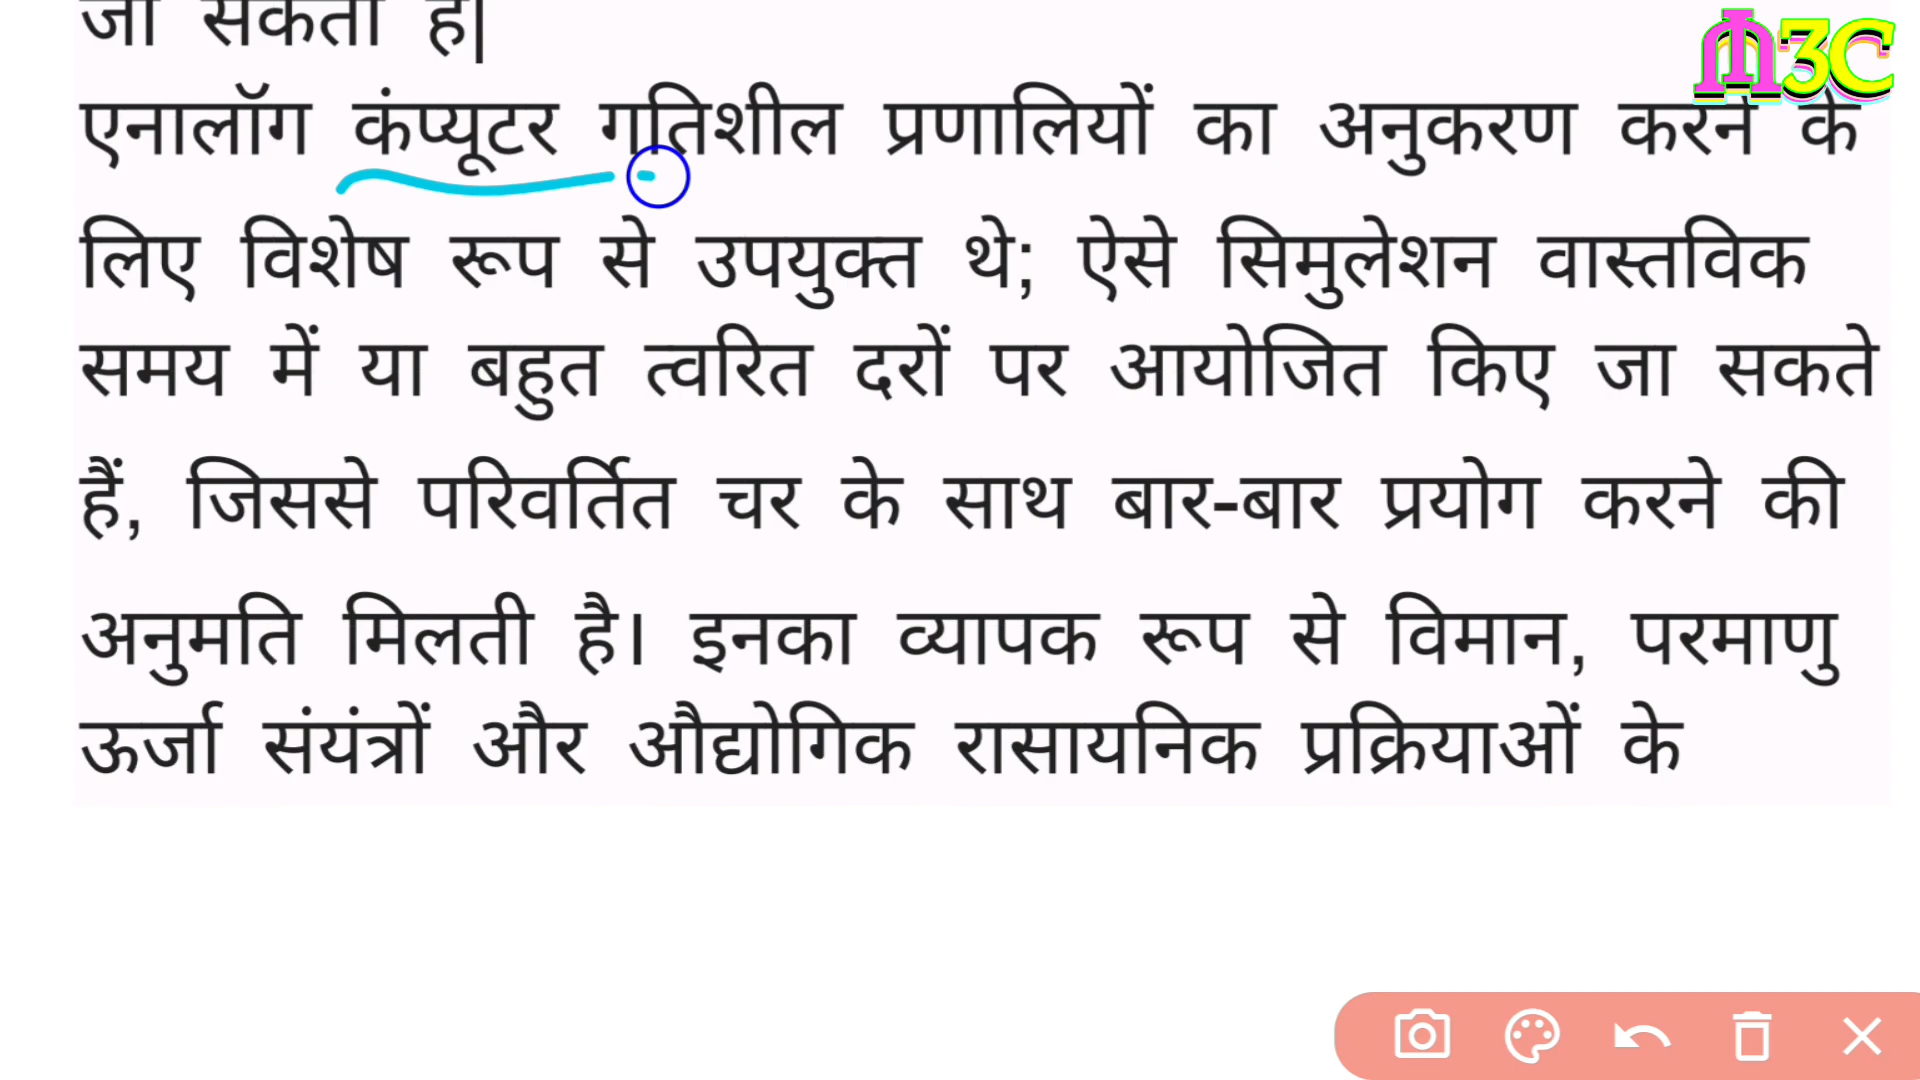 जा सकता है|
M3C
एनालॉग कंप्यूटर गतिशील प्रणालियों का अनुकरण करने के
लिए विशेष रूप से उपयुक्त थे; ऐसे सिमुलेशन वास्तविक
समय में या बहुत त्वरित दरों पर आयोजित किए जा सकते
हैं, जिससे परिवर्तित चर के साथ बार-बार प्रयोग करने की
अनुमति मिलती है। इनका व्यापक रूप से विमान, परमाणु
ऊर्जा संयंत्रों और औद्योगिक रासायनिक प्रक्रियाओं के